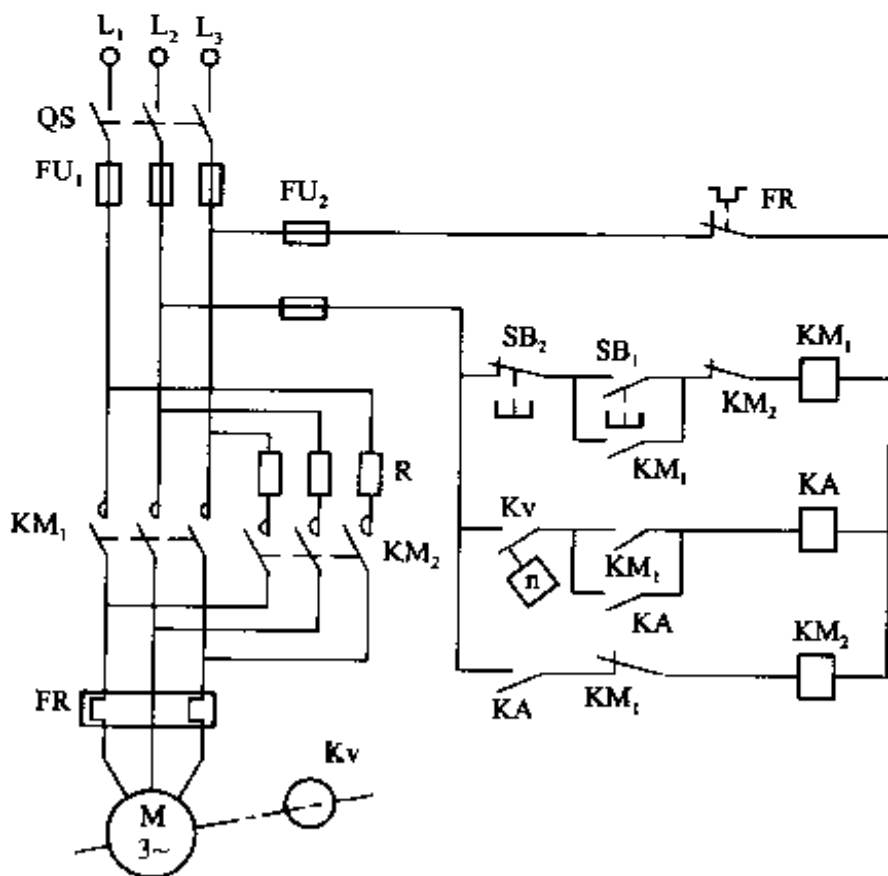 L₁ L₂ L₃
QS
FU₁
FU₂
FR
SB₂
SB₁
KM₁
KM₂
KM₁
R
KM₁
KM₂
Kv
n
KM₁
KA
KA
KM₂
KA
KM₁
FR
Kv
M
3~